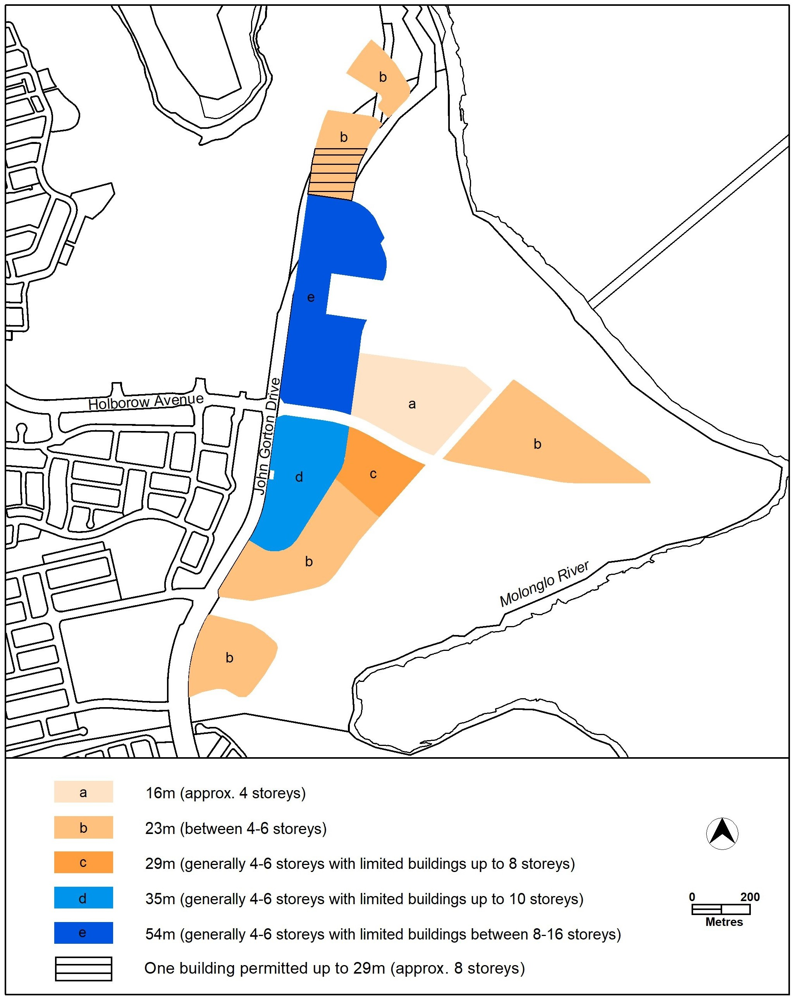 b
b
e
Holborow Avenue
John Gorton Drive
a
b
c
d
b
Molonglo River
b
a 16m (approx. 4 storeys)
b 23m (between 4-6 storeys)
c 29m (generally 4-6 storeys with limited buildings up to 8 storeys)
d 35m (generally 4-6 storeys with limited buildings up to 10 storeys)
0 200
Metres
e 54m (generally 4-6 storeys with limited buildings between 8-16 storeys)
One building permitted up to 29m (approx. 8 storeys)